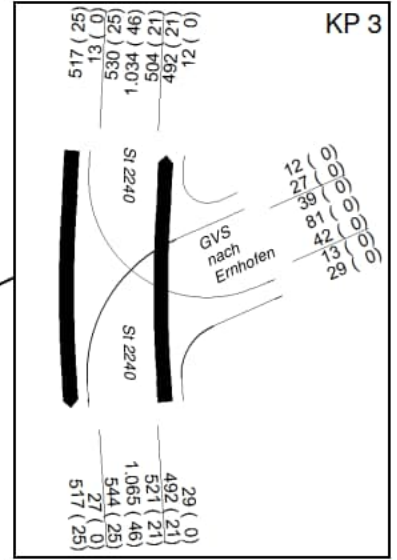 KP 3
517 ( 25)
13 ( 0)
530 ( 25)
1.034 ( 46)
504 ( 21)
492 ( 21)
12 ( 0)
St 2240
12 ( 0)
27 ( 0)
39 ( 0)
81 ( 0)
42 ( 0)
13 ( 0)
29 ( 0)
GVS
nach
Ernhofen
St 2240
517 ( 25)
27 ( 0)
544 ( 25)
1.065 ( 46)
521 ( 21)
492 ( 21)
29 ( 0)